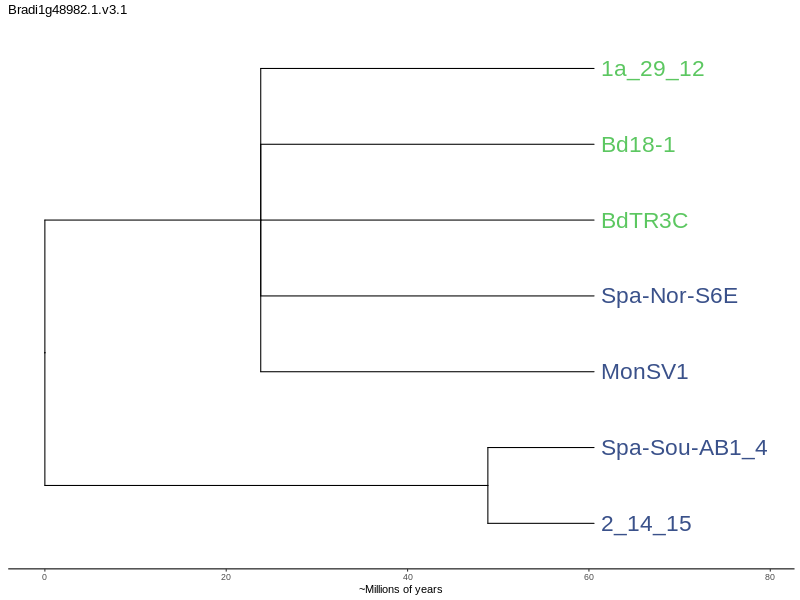 Bradi1g48982.1.v3.1
1a_29_12
Bd18-1
BdTR3C
Spa-Nor-S6E
MonSV1
Spa-Sou-AB1_4
2_14_15
0 20 40 60 80
~Millions of years